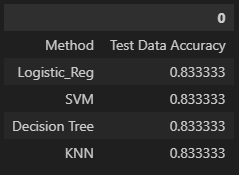 0
Method Test Data Accuracy
Logistic_Reg 0.833333
SVM 0.833333
Decision Tree 0.833333
KNN 0.833333